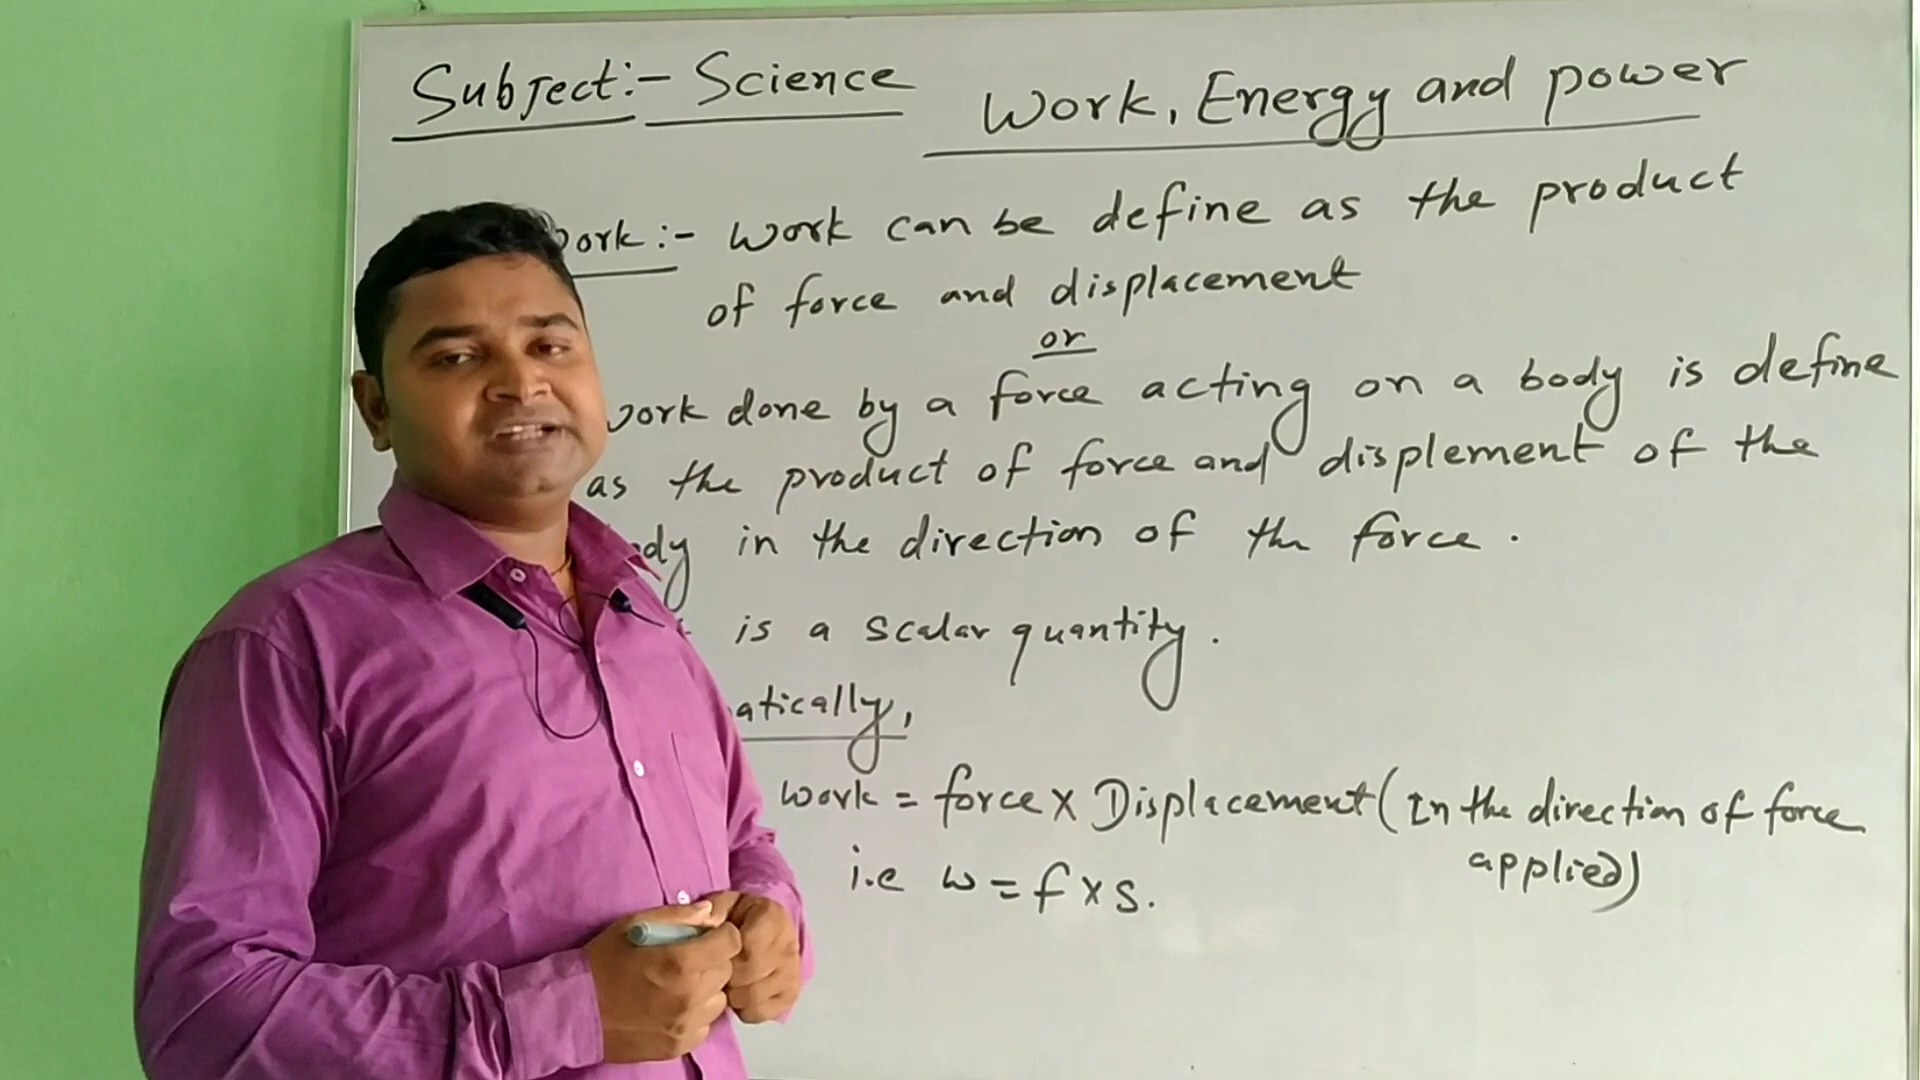 Subject:- Science
Work, Energy and power
ork:- work can be define as the product
of force and displacement
or
work done by a force acting on a body is define
as the product of force and displement of the
dy in the direction of the force.
is a scalar quantity.
atically,
work = force x Displacement (In the direction of force
applied)
i.e w = f x s.